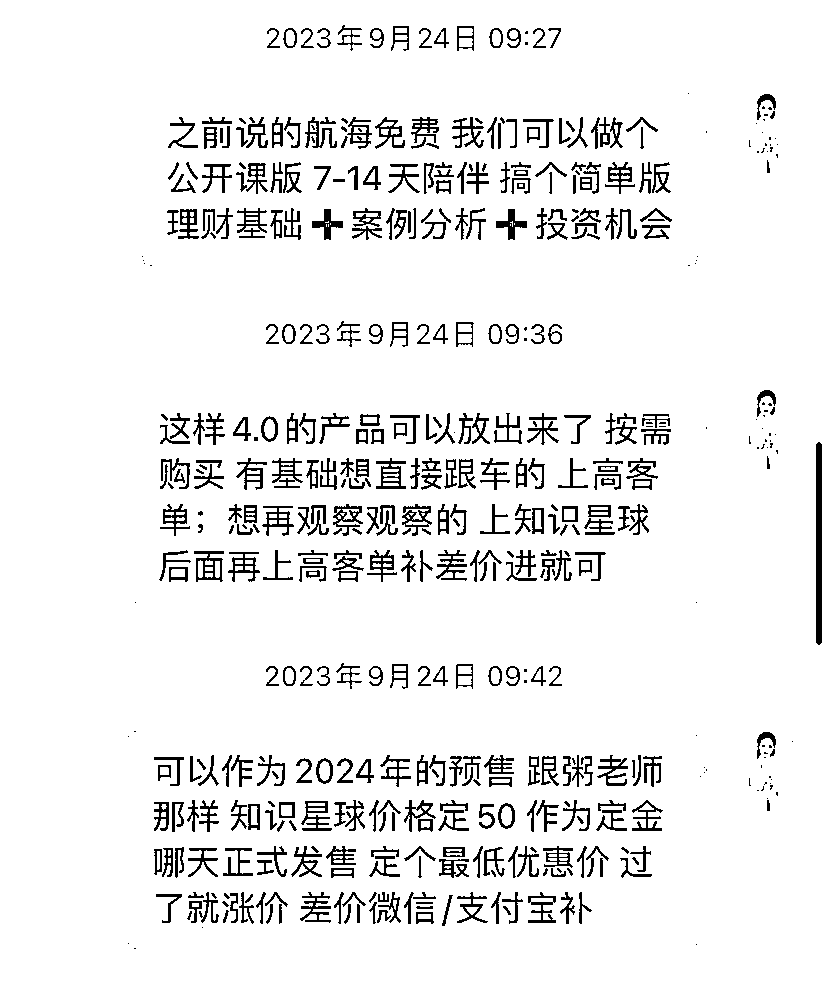 2023年9月24日 09:27
之前说的航海免费 我们可以做个
公开课版 7-14天陪伴 搞个简单版
理财基础➕案例分析➕投资机会
2023年9月24日 09:36
这样4.0的产品可以放出来了 按需
购买 有基础想直接跟车的 上高客
单；想再观察观察的 上知识星球
后面再上高客单补差价进就可
2023年9月24日 09:42
可以作为2024年的预售 跟粥老师
那样 知识星球价格定50 作为定金
哪天正式发售 定个最低优惠价 过
了就涨价 差价微信/支付宝补